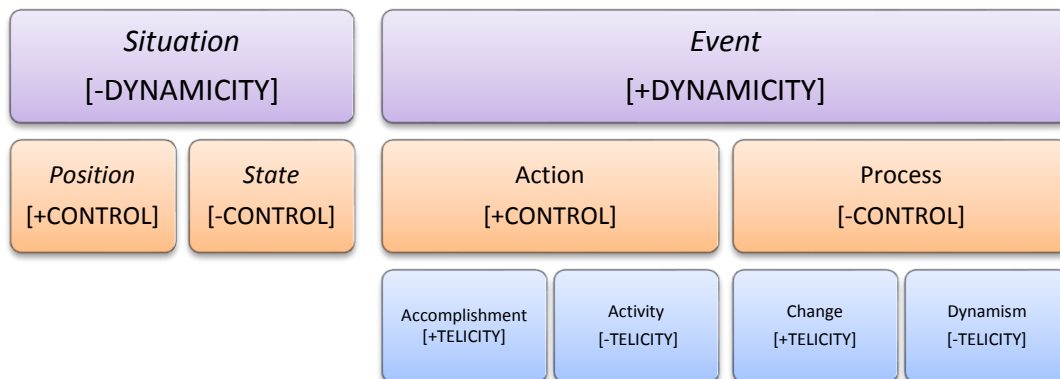 Situation
[-DYNAMICITY]
Event
[+DYNAMICITY]
Position
[+CONTROL]
State
[-CONTROL]
Action
[+CONTROL]
Process
[-CONTROL]
Accomplishment
[+TELICITY]
Activity
[-TELICITY]
Change
[+TELICITY]
Dynamism
[-TELICITY]